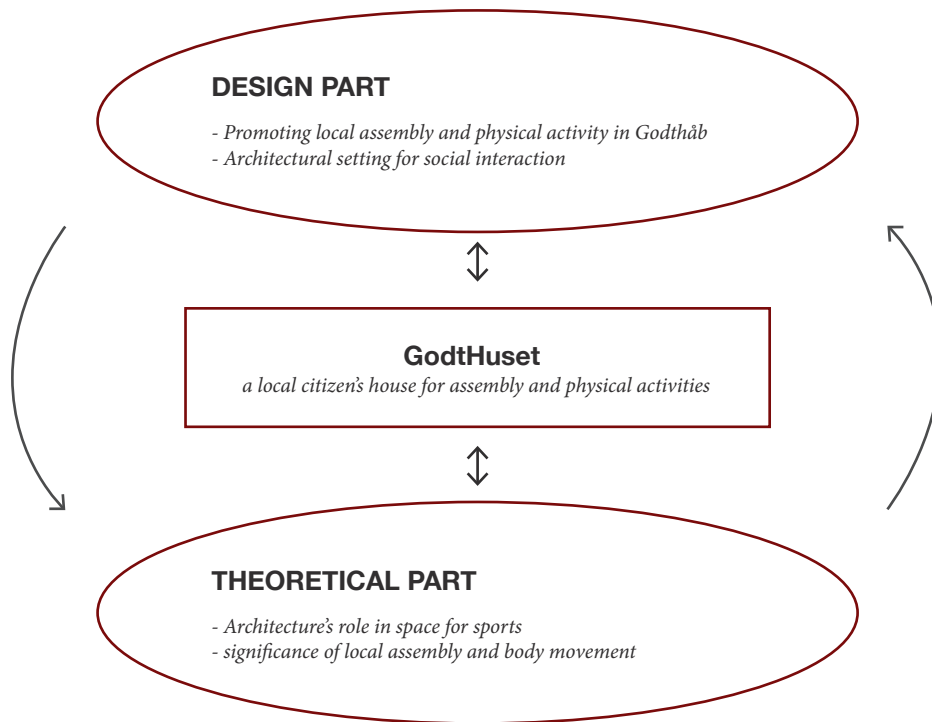 DESIGN PART
- Promoting local assembly and physical activity in Godthåb
- Architectural setting for social interaction
GodtHuset
a local citizen's house for assembly and physical activities
THEORETICAL PART
- Architecture's role in space for sports
- significance of local assembly and body movement